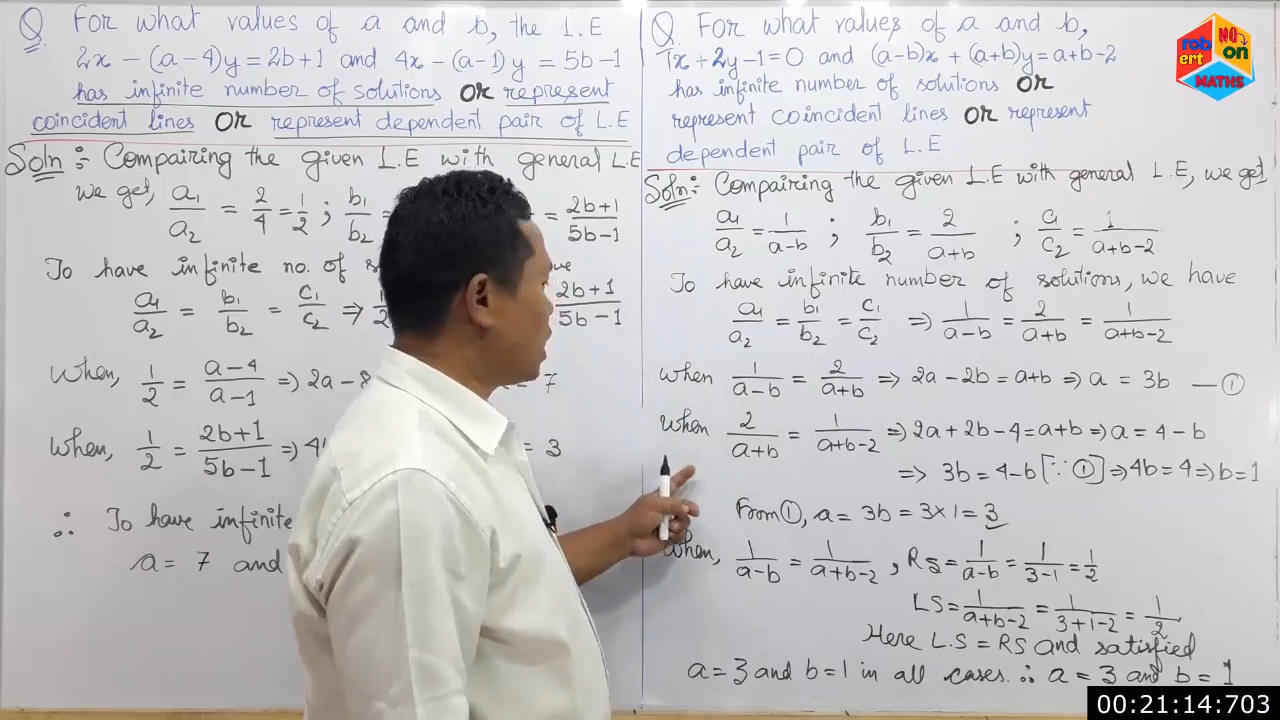 Q. For what values of a and b, the L.E
2x - (a-4)y = 2b+1 and 4x - (a-1)y = 5b-1
has infinite number of solutions OR represent
coincident lines OR represent dependent pair of L.E
Soln :- Compairing the given L.E with general L.E
we get, a₁/a₂ = 2/4 = 1/2 ; b₁/b₂ = = 2b+1/5b-1
To have infinite no. of
a₁/a₂ = b₁/b₂ = c₁/c₂ ⇒ 1/2 2b+1/5b-1
When, 1/2 = a-4/a-1 ⇒ 2a - 8 = 7
When, 1/2 = 2b+1/5b-1 ⇒ = 3
∴ To have infinite
a = 7 and
Q. For what values of a and b,
1x + 2y - 1 = 0 and (a-b)x + (a+b)y = a+b-2
has infinite number of solutions OR
represent coincident lines OR represent
dependent pair of L.E
Soln :- Compairing the given L.E with general L.E, we get,
a₁/a₂ = 1/a-b ; b₁/b₂ = 2/a+b ; c₁/c₂ = 1/a+b-2
To have infinite number of solutions, we have
a₁/a₂ = b₁/b₂ = c₁/c₂ ⇒ 1/a-b = 2/a+b = 1/a+b-2
When 1/a-b = 2/a+b ⇒ 2a - 2b = a+b ⇒ a = 3b — ①
When 2/a+b = 1/a+b-2 ⇒ 2a + 2b - 4 = a+b ⇒ a = 4 - b
⇒ 3b = 4 - b [∵ ①] ⇒ 4b = 4 ⇒ b = 1
From ①, a = 3b = 3×1 = 3
When, 1/a-b = 1/a+b-2 , RS = 1/a-b = 1/3-1 = 1/2
LS = 1/a+b-2 = 1/3+1-2 = 1/2
Here L.S = RS and satisfied
a = 3 and b = 1 in all cases. ∴ a = 3 and b = 1
robert NO on MATHS
00:21:14:703